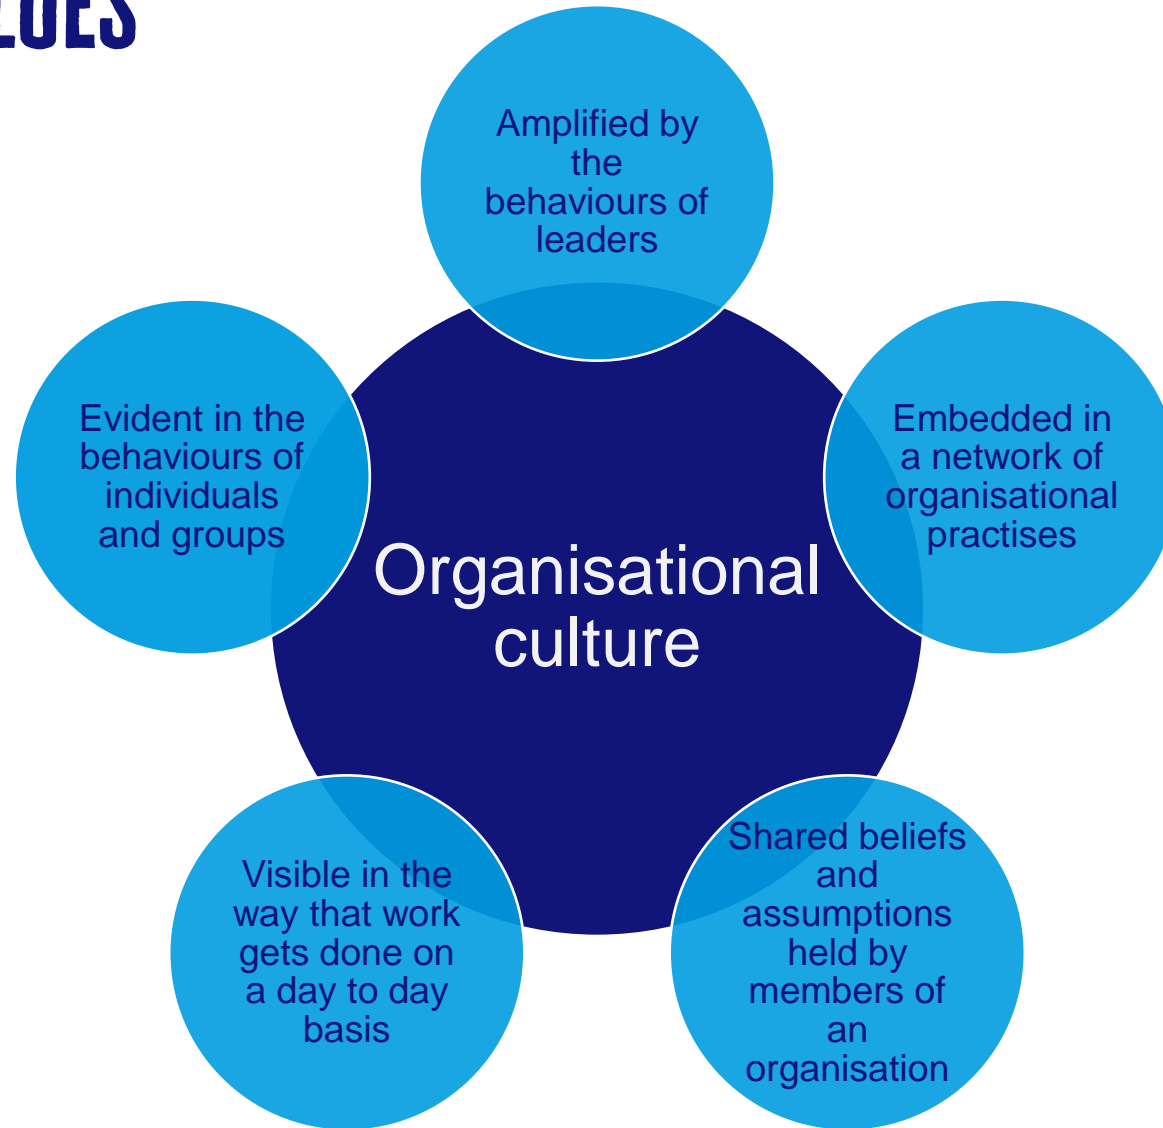 LUES
Amplified by
the
behaviours of
leaders
Embedded in
a network of
organisational
practises
Shared beliefs
and
assumptions
held by
members of
an
organisation
Visible in the
way that work
gets done on
a day to day
basis
Evident in the
behaviours of
individuals
and groups
Organisational
culture